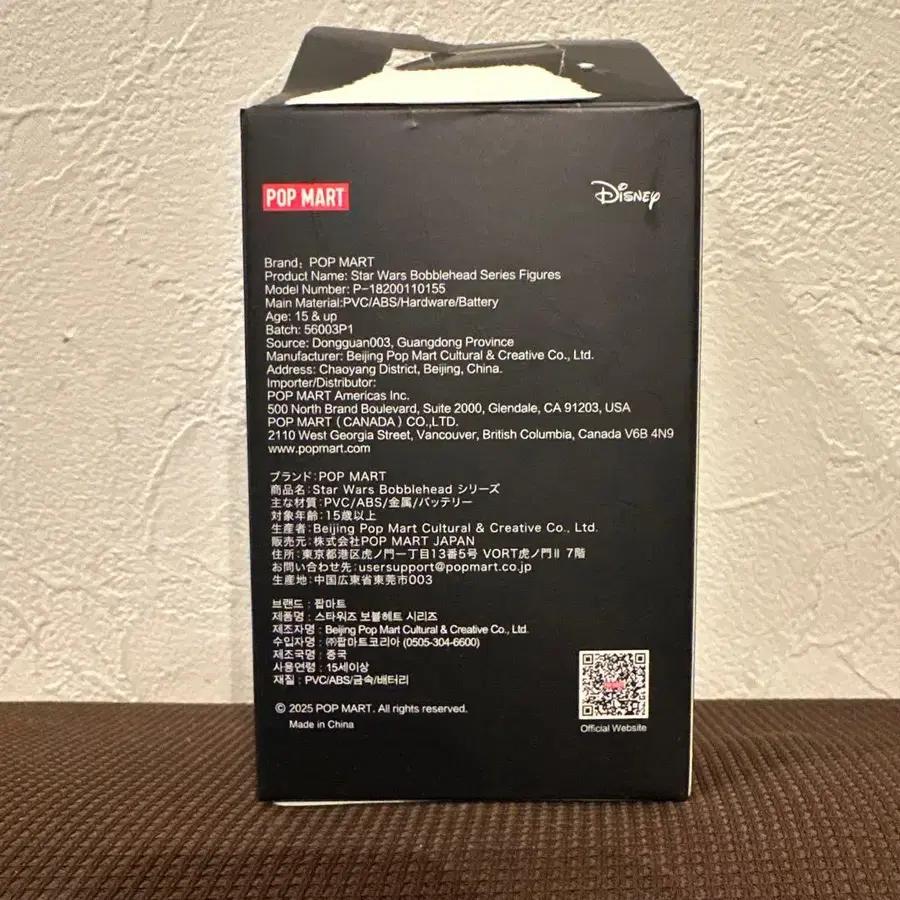 POP MART
Disney
Brand: POP MART
Product Name: Star Wars Bobblehead Series Figures
Model Number: P-18200110155
Main Material:PVC/ABS/Hardware/Battery
Age: 15 & up
Batch: 56003P1
Source: Dongguan003, Guangdong Province
Manufacturer: Beijing Pop Mart Cultural & Creative Co., Ltd.
Address: Chaoyang District, Beijing, China.
Importer/Distributor:
POP MART Americas Inc.
500 North Brand Boulevard, Suite 2000, Glendale, CA 91203, USA
POP MART (CANADA) CO.,LTD.
2110 West Georgia Street, Vancouver, British Columbia, Canada V6B 4N9
www.popmart.com
ブランド:POP MART
商品名:Star Wars Bobblehead シリーズ
主な材質:PVC/ABS/金属/バッテリー
対象年齢:15歳以上
生産者:Beijing Pop Mart Cultural & Creative Co., Ltd.
販売元:株式会社POP MART JAPAN
住所:東京都港区虎ノ門一丁目13番5号 VORT虎ノ門Ⅱ 7階
お問い合わせ先:usersupport@popmart.co.jp
生産地:中国広東省東莞市003
브랜드 : 팝마트
제품명 : 스타워즈 보블헤트 시리즈
제조자명 : Beijing Pop Mart Cultural & Creative Co., Ltd.
수입자명 : ㈜팝마트코리아 (0505-304-6600)
제조국명 : 중국
사용연령 : 15세이상
재질 : PVC/ABS/금속/배터리
© 2025 POP MART. All rights reserved.
Made in China
Official Website